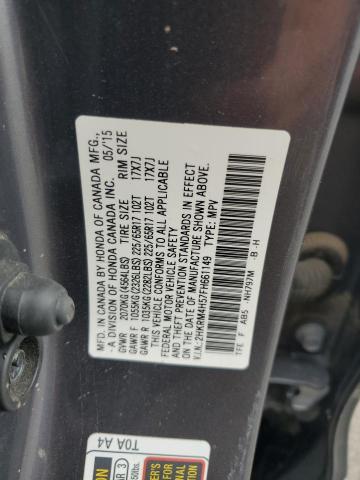 MFD. IN CANADA BY HONDA OF CANADA MFG.,
- A DIVISION OF HONDA CANADA INC. 05/15
GVWR 2070KG (4564LBS) TIRE SIZE RIM SIZE
GAWR F 1055KG (2326LBS) 225/65R17 102T 17X7J
GAWR R 1035KG (2282LBS) 225/65R17 102T 17X7J
THIS VEHICLE CONFORMS TO ALL APPLICABLE
FEDERAL MOTOR VEHICLE SAFETY
AND THEFT PREVENTION STANDARDS IN EFFECT
ON THE DATE OF MANUFACTURE SHOWN ABOVE.
V.I.N.: 2HKRM4H57FH661149 TYPE: MPV
TFE F AB5 -NH797M -B -H
T0A A4